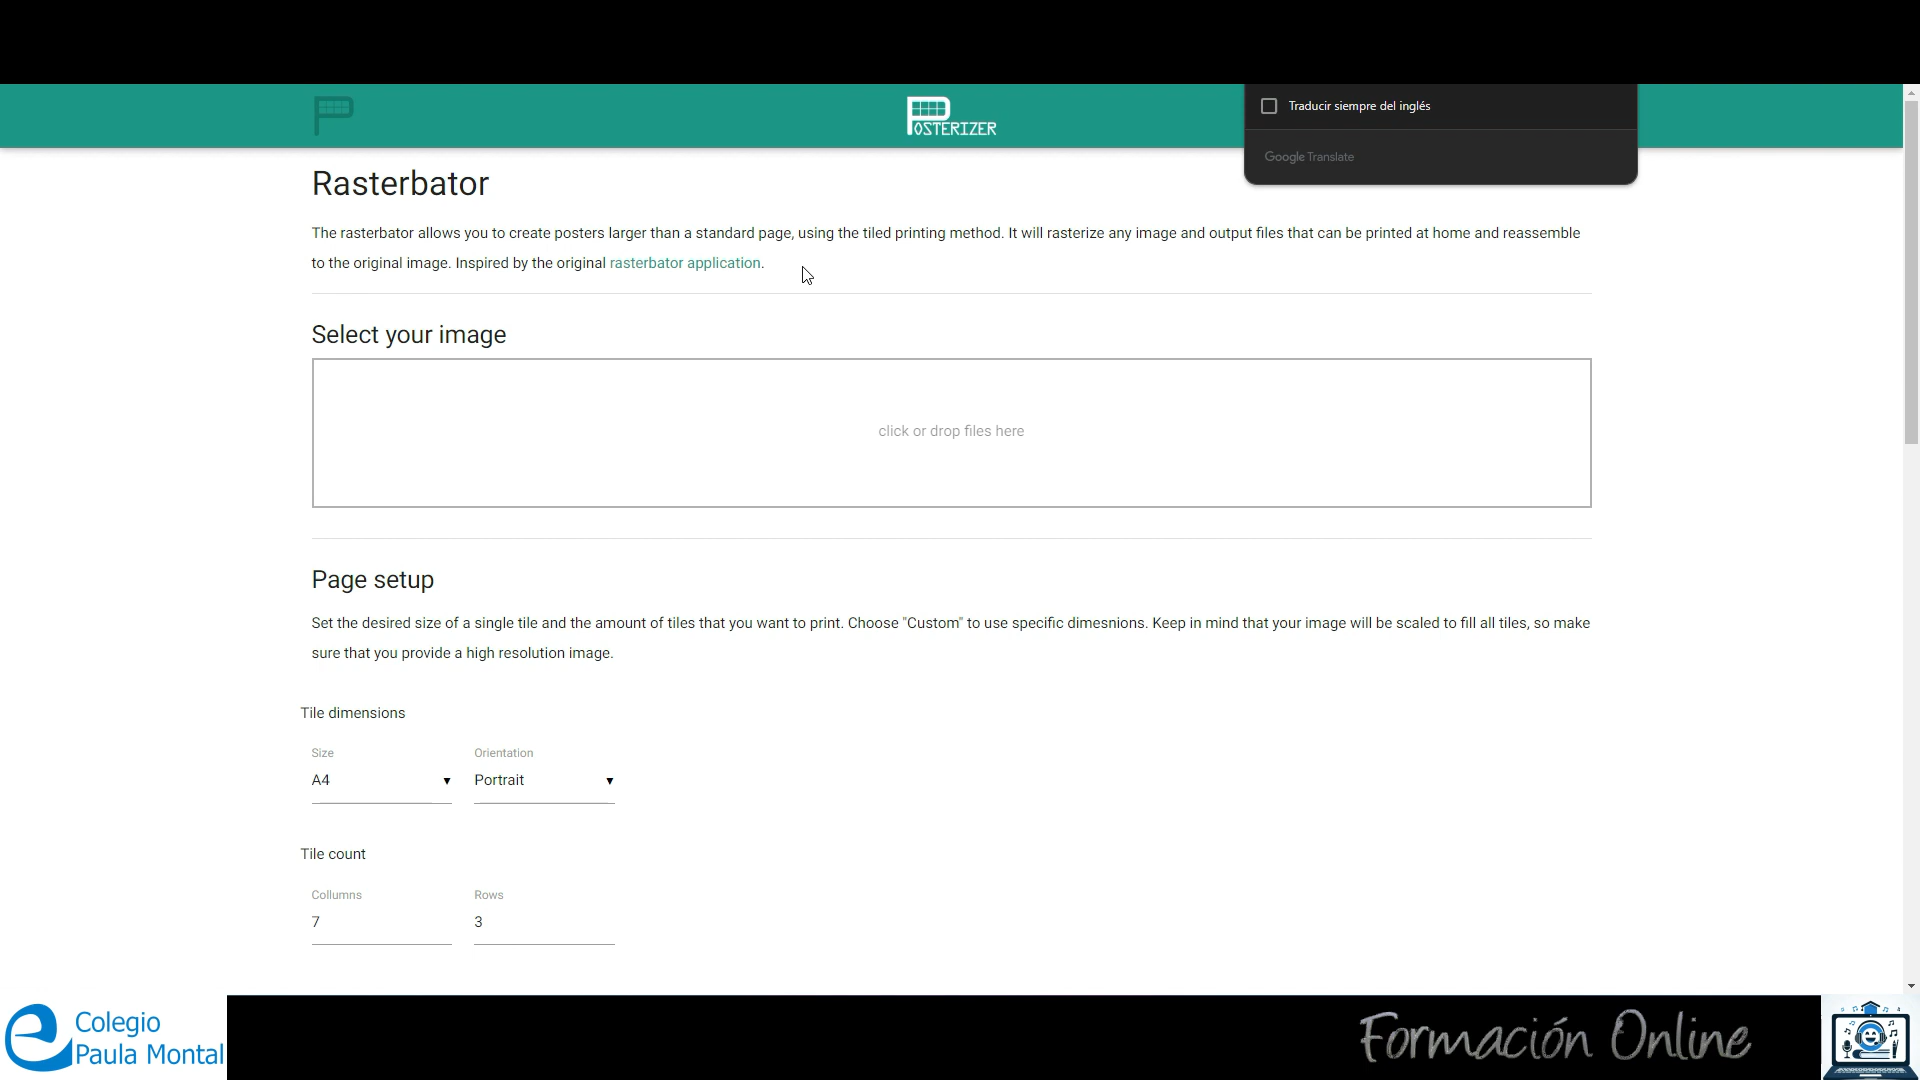 POSTERIZER
Traducir siempre del inglés
Google Translate
Rasterbator
The rasterbator allows you to create posters larger than a standard page, using the tiled printing method. It will rasterize any image and output files that can be printed at home and reassemble
to the original image. Inspired by the original rasterbator application.
Select your image
click or drop files here
Page setup
Set the desired size of a single tile and the amount of tiles that you want to print. Choose "Custom" to use specific dimesnions. Keep in mind that your image will be scaled to fill all tiles, so make
sure that you provide a high resolution image.
Tile dimensions
Size Orientation
A4 Portrait
Tile count
Collumns Rows
7 3
Colegio
Paula Montal
Formación Online